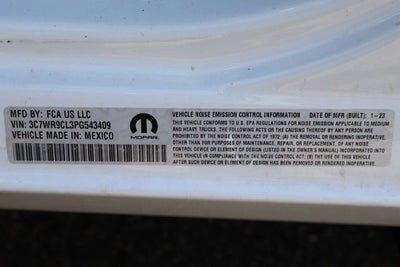 MFD BY: FCA US LLC
VIN: 3C7WR9CL3PG543409
VEHICLE MADE IN: MEXICO
MOPAR
VEHICLE NOISE EMISSION CONTROL INFORMATION DATE OF MFR (BUILT): 1-23
THIS VEHICLE CONFORMS TO U.S. EPA REGULATIONS FOR NOISE EMISSION APPLICABLE TO MEDIUM
AND HEAVY TRUCKS. THE FOLLOWING ACTS OR THE CAUSING THEREOF BY ANY PERSON
ARE PROHIBITED BY THE NOISE CONTROL ACT OF 1972: (A) THE REMOVAL OR RENDERING INOPERATIVE,
OTHER THAN FOR PURPOSES OF MAINTENANCE, REPAIR, OR REPLACEMENT, OF ANY NOISE CONTROL
DEVICE OR ELEMENT OF DESIGN (LISTED IN THE OWNER'S MANUAL) INCORPORATED INTO THIS
VEHICLE IN COMPLIANCE WITH THE NOISE CONTROL ACT; (B) THE USE OF THIS VEHICLE AFTER
SUCH DEVICE OR ELEMENT OF DESIGN HAS BEEN REMOVED OR RENDERED INOPERATIVE.